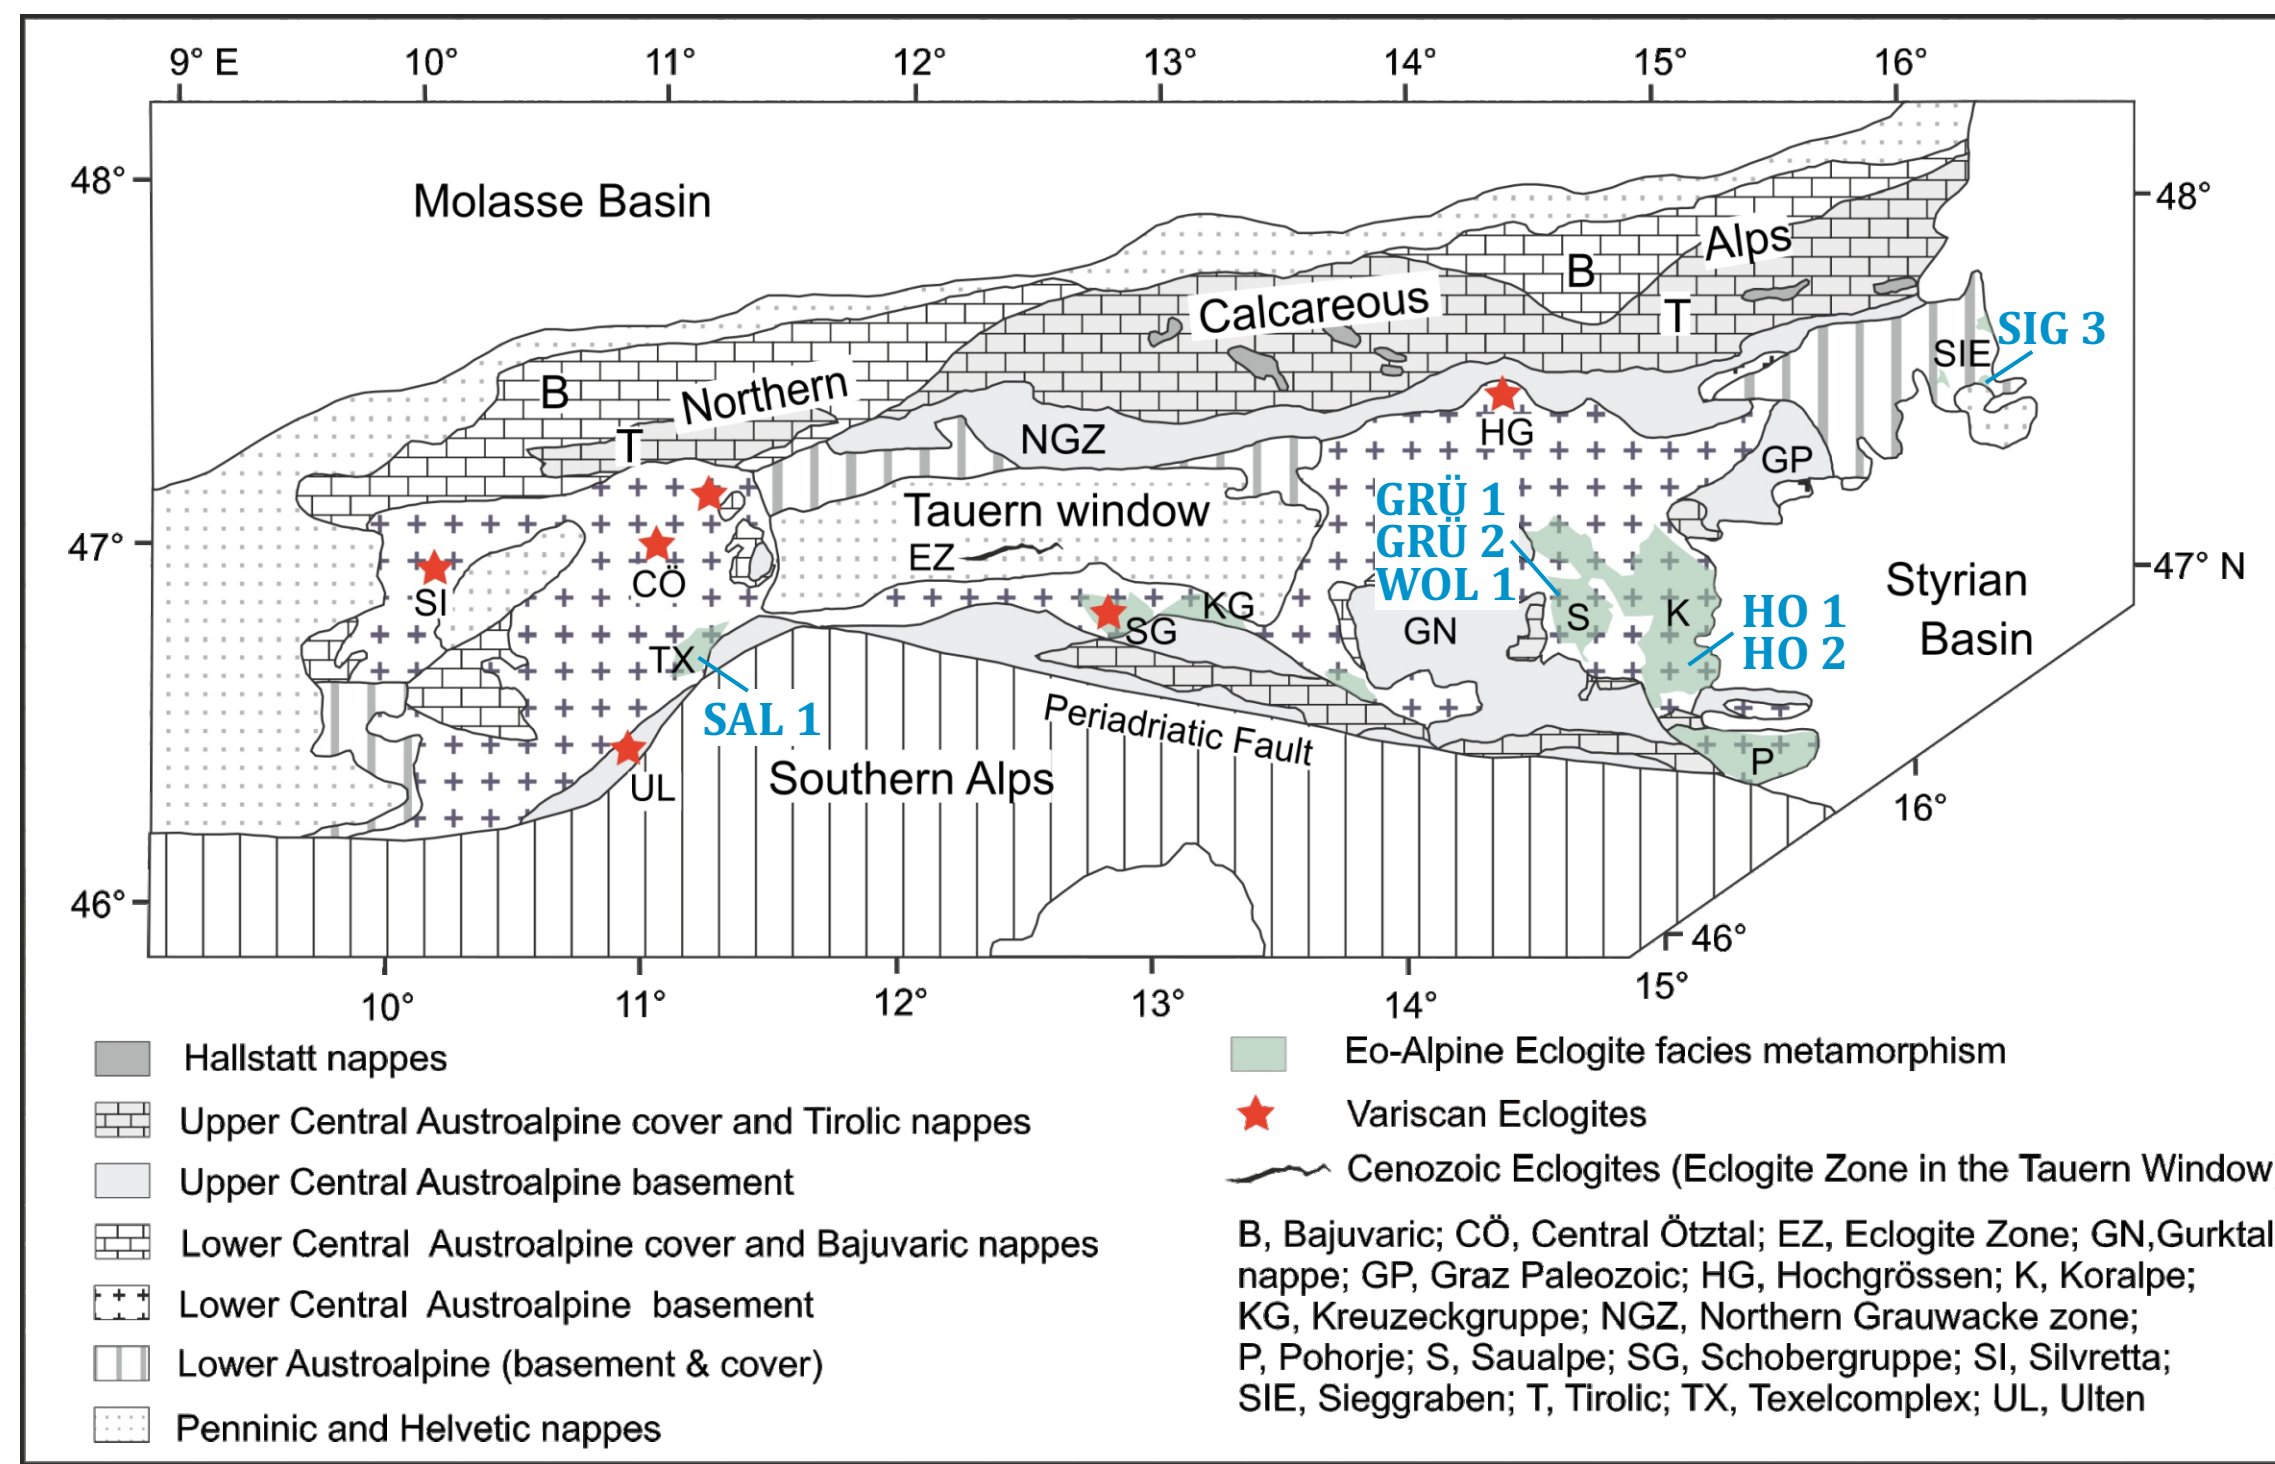 9° E 10° 11° 12° 13° 14° 15° 16°
48°
48°
Molasse Basin
Alps
B
Calcareous
T
SIG 3
SIE
B
Northern
T
NGZ
HG
GP
GRÜ 1
GRÜ 2
WOL 1
Tauern window
EZ
47°
47° N
CÖ
SI
KG
SG
GN
S
K
HO 1
HO 2
Styrian
Basin
TX
SAL 1
Periadriatic Fault
Southern Alps
UL
P
16°
46°
46°
10° 11° 12° 13° 14° 15°
Hallstatt nappes
Upper Central Austroalpine cover and Tirolic nappes
Upper Central Austroalpine basement
Lower Central Austroalpine cover and Bajuvaric nappes
Lower Central Austroalpine basement
Lower Austroalpine (basement & cover)
Penninic and Helvetic nappes
Eo-Alpine Eclogite facies metamorphism
Variscan Eclogites
Cenozoic Eclogites (Eclogite Zone in the Tauern Window)
B, Bajuvaric; CÖ, Central Ötztal; EZ, Eclogite Zone; GN,Gurktal
nappe; GP, Graz Paleozoic; HG, Hochgrössen; K, Koralpe;
KG, Kreuzeckgruppe; NGZ, Northern Grauwacke zone;
P, Pohorje; S, Saualpe; SG, Schobergruppe; SI, Silvretta;
SIE, Sieggraben; T, Tirolic; TX, Texelcomplex; UL, Ulten